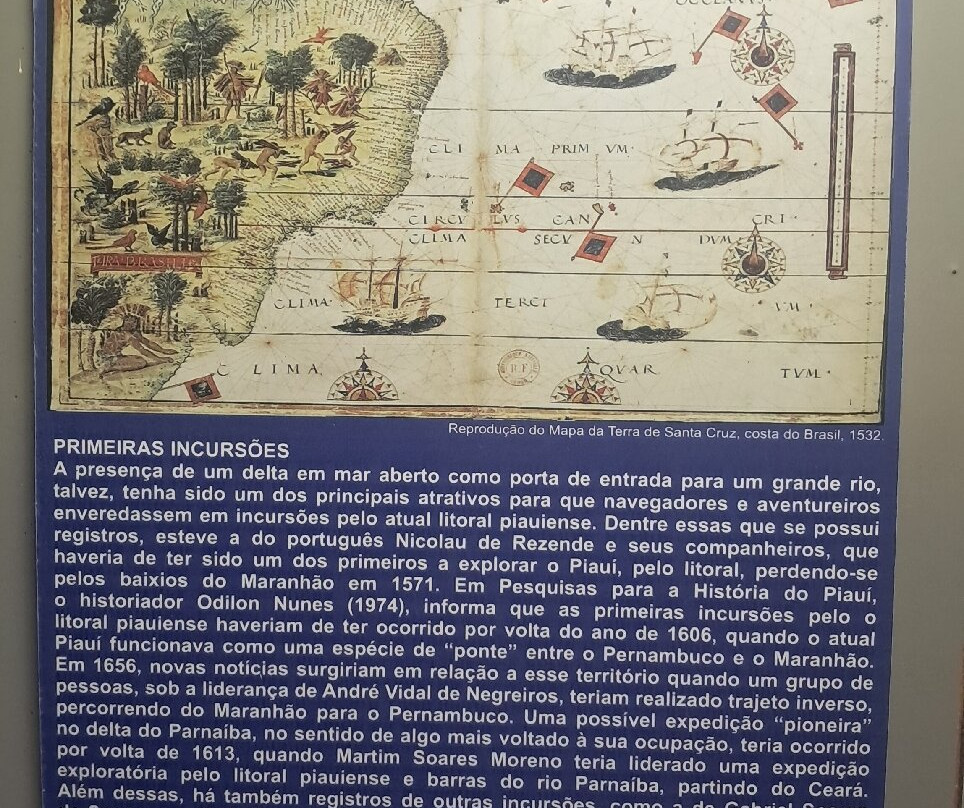 OCEANVS
CLI MA PRIM VM
CIRCV LVS CAN CRI
CLIMA SECV N DVM
CLIMA TERCI VM
C LIMA QVAR TVM
R F
Reprodução do Mapa da Terra de Santa Cruz, costa do Brasil, 1532.
PRIMEIRAS INCURSÕES
A presença de um delta em mar aberto como porta de entrada para um grande rio,
talvez, tenha sido um dos principais atrativos para que navegadores e aventureiros
enveredassem em incursões pelo atual litoral piauiense. Dentre essas que se possui
registros, esteve a do português Nicolau de Rezende e seus companheiros, que
haveria de ter sido um dos primeiros a explorar o Piauí, pelo litoral, perdendo-se
pelos baixios do Maranhão em 1571. Em Pesquisas para a História do Piauí,
o historiador Odilon Nunes (1974), informa que as primeiras incursões pelo o
litoral piauiense haveriam de ter ocorrido por volta do ano de 1606, quando o atual
Piauí funcionava como uma espécie de “ponte” entre o Pernambuco e o Maranhão.
Em 1656, novas notícias surgiriam em relação a esse território quando um grupo de
pessoas, sob a liderança de André Vidal de Negreiros, teriam realizado trajeto inverso,
percorrendo do Maranhão para o Pernambuco. Uma possível expedição “pioneira”
no delta do Parnaíba, no sentido de algo mais voltado à sua ocupação, teria ocorrido
por volta de 1613, quando Martim Soares Moreno teria liderado uma expedição
exploratória pelo litoral piauiense e barras do rio Parnaíba, partindo do Ceará.
Além dessas, há também registros de outras incursões, como a de Gabriel